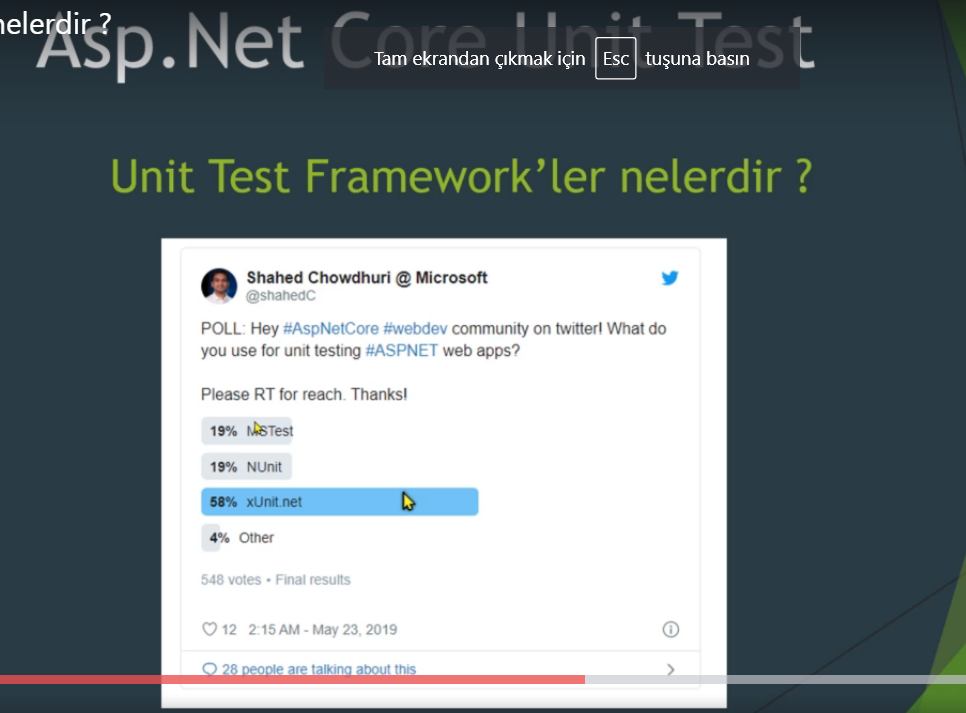 nelerdir ?
Asp.Net Core Unit Test
Tam ekrandan çıkmak için Esc tuşuna basın
Unit Test Framework’ler nelerdir ?
Shahed Chowdhuri @ Microsoft
@shahedC
POLL: Hey #AspNetCore #webdev community on twitter! What do
you use for unit testing #ASPNET web apps?
Please RT for reach. Thanks!
19% MSTest
19% NUnit
58% xUnit.net
4% Other
548 votes • Final results
12 2:15 AM - May 23, 2019
28 people are talking about this